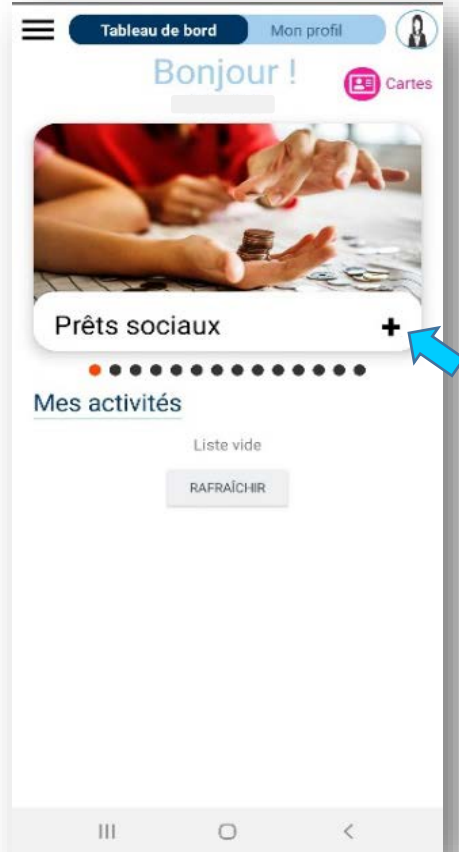 Tableau de bord Mon profil
Bonjour !
Cartes
Prêts sociaux
Mes activités
Liste vide
RAFRAÎCHIR